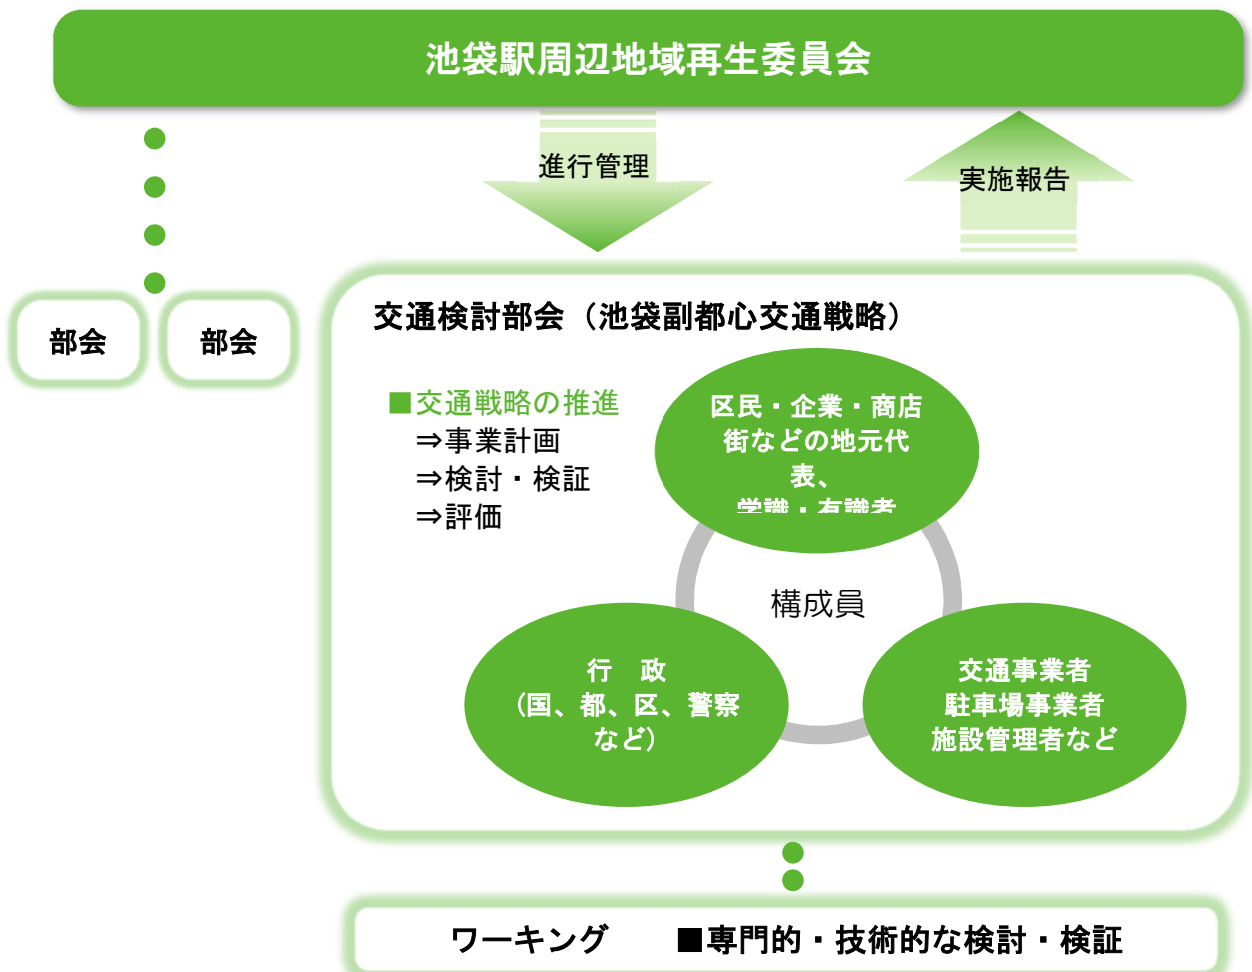 池袋駅周辺地域再生委員会
進行管理
実施報告
部会
部会
交通検討部会（池袋副都心交通戦略）
■交通戦略の推進
⇒事業計画
⇒検討・検証
⇒評価
区民・企業・商店
街などの地元代
表、
学識・有識者
構成員
行　政
（国、都、区、警察
など）
交通事業者
駐車場事業者
施設管理者など
ワーキング　　■専門的・技術的な検討・検証